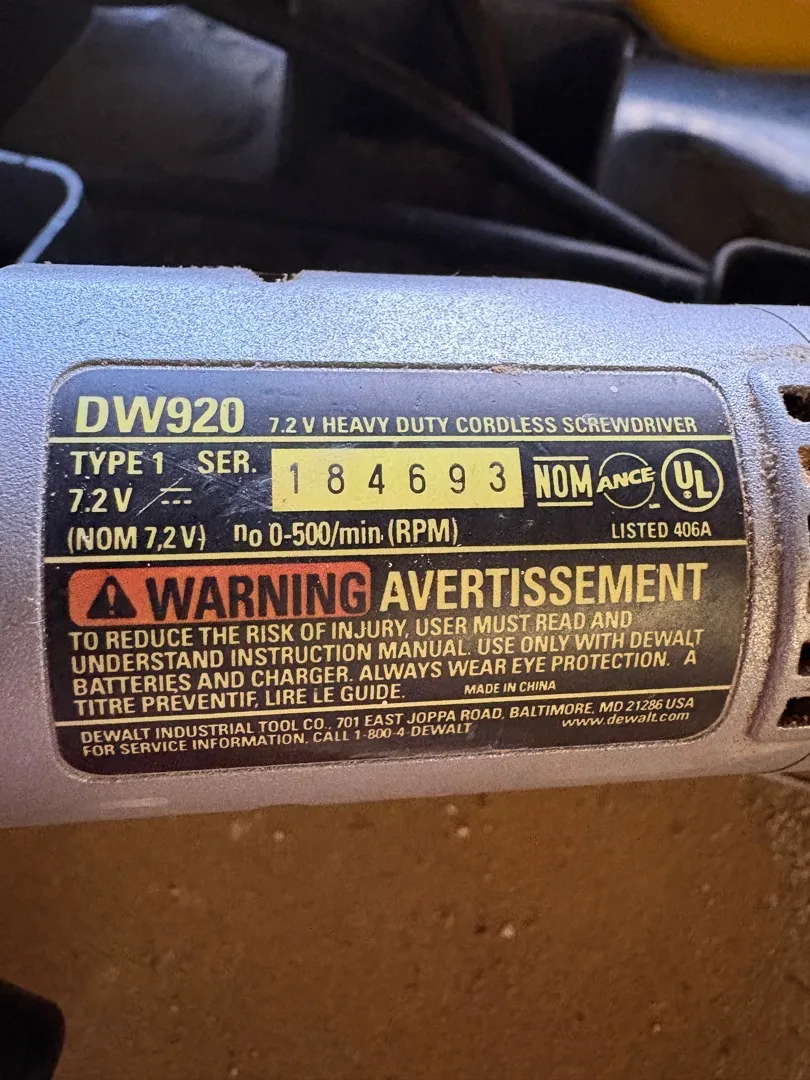 DW920 7.2 V HEAVY DUTY CORDLESS SCREWDRIVER
TYPE 1 SER. 184693 NOM ANCE UL
7.2 V
(NOM 7,2V) no 0-500/min (RPM) LISTED 406A
WARNING AVERTISSEMENT
TO REDUCE THE RISK OF INJURY, USER MUST READ AND
UNDERSTAND INSTRUCTION MANUAL. USE ONLY WITH DEWALT
BATTERIES AND CHARGER. ALWAYS WEAR EYE PROTECTION. A
TITRE PRÉVENTIF, LIRE LE GUIDE. MADE IN CHINA
DEWALT INDUSTRIAL TOOL CO., 701 EAST JOPPA ROAD, BALTIMORE, MD 21286 USA
FOR SERVICE INFORMATION, CALL 1-800-4-DEWALT www.dewalt.com